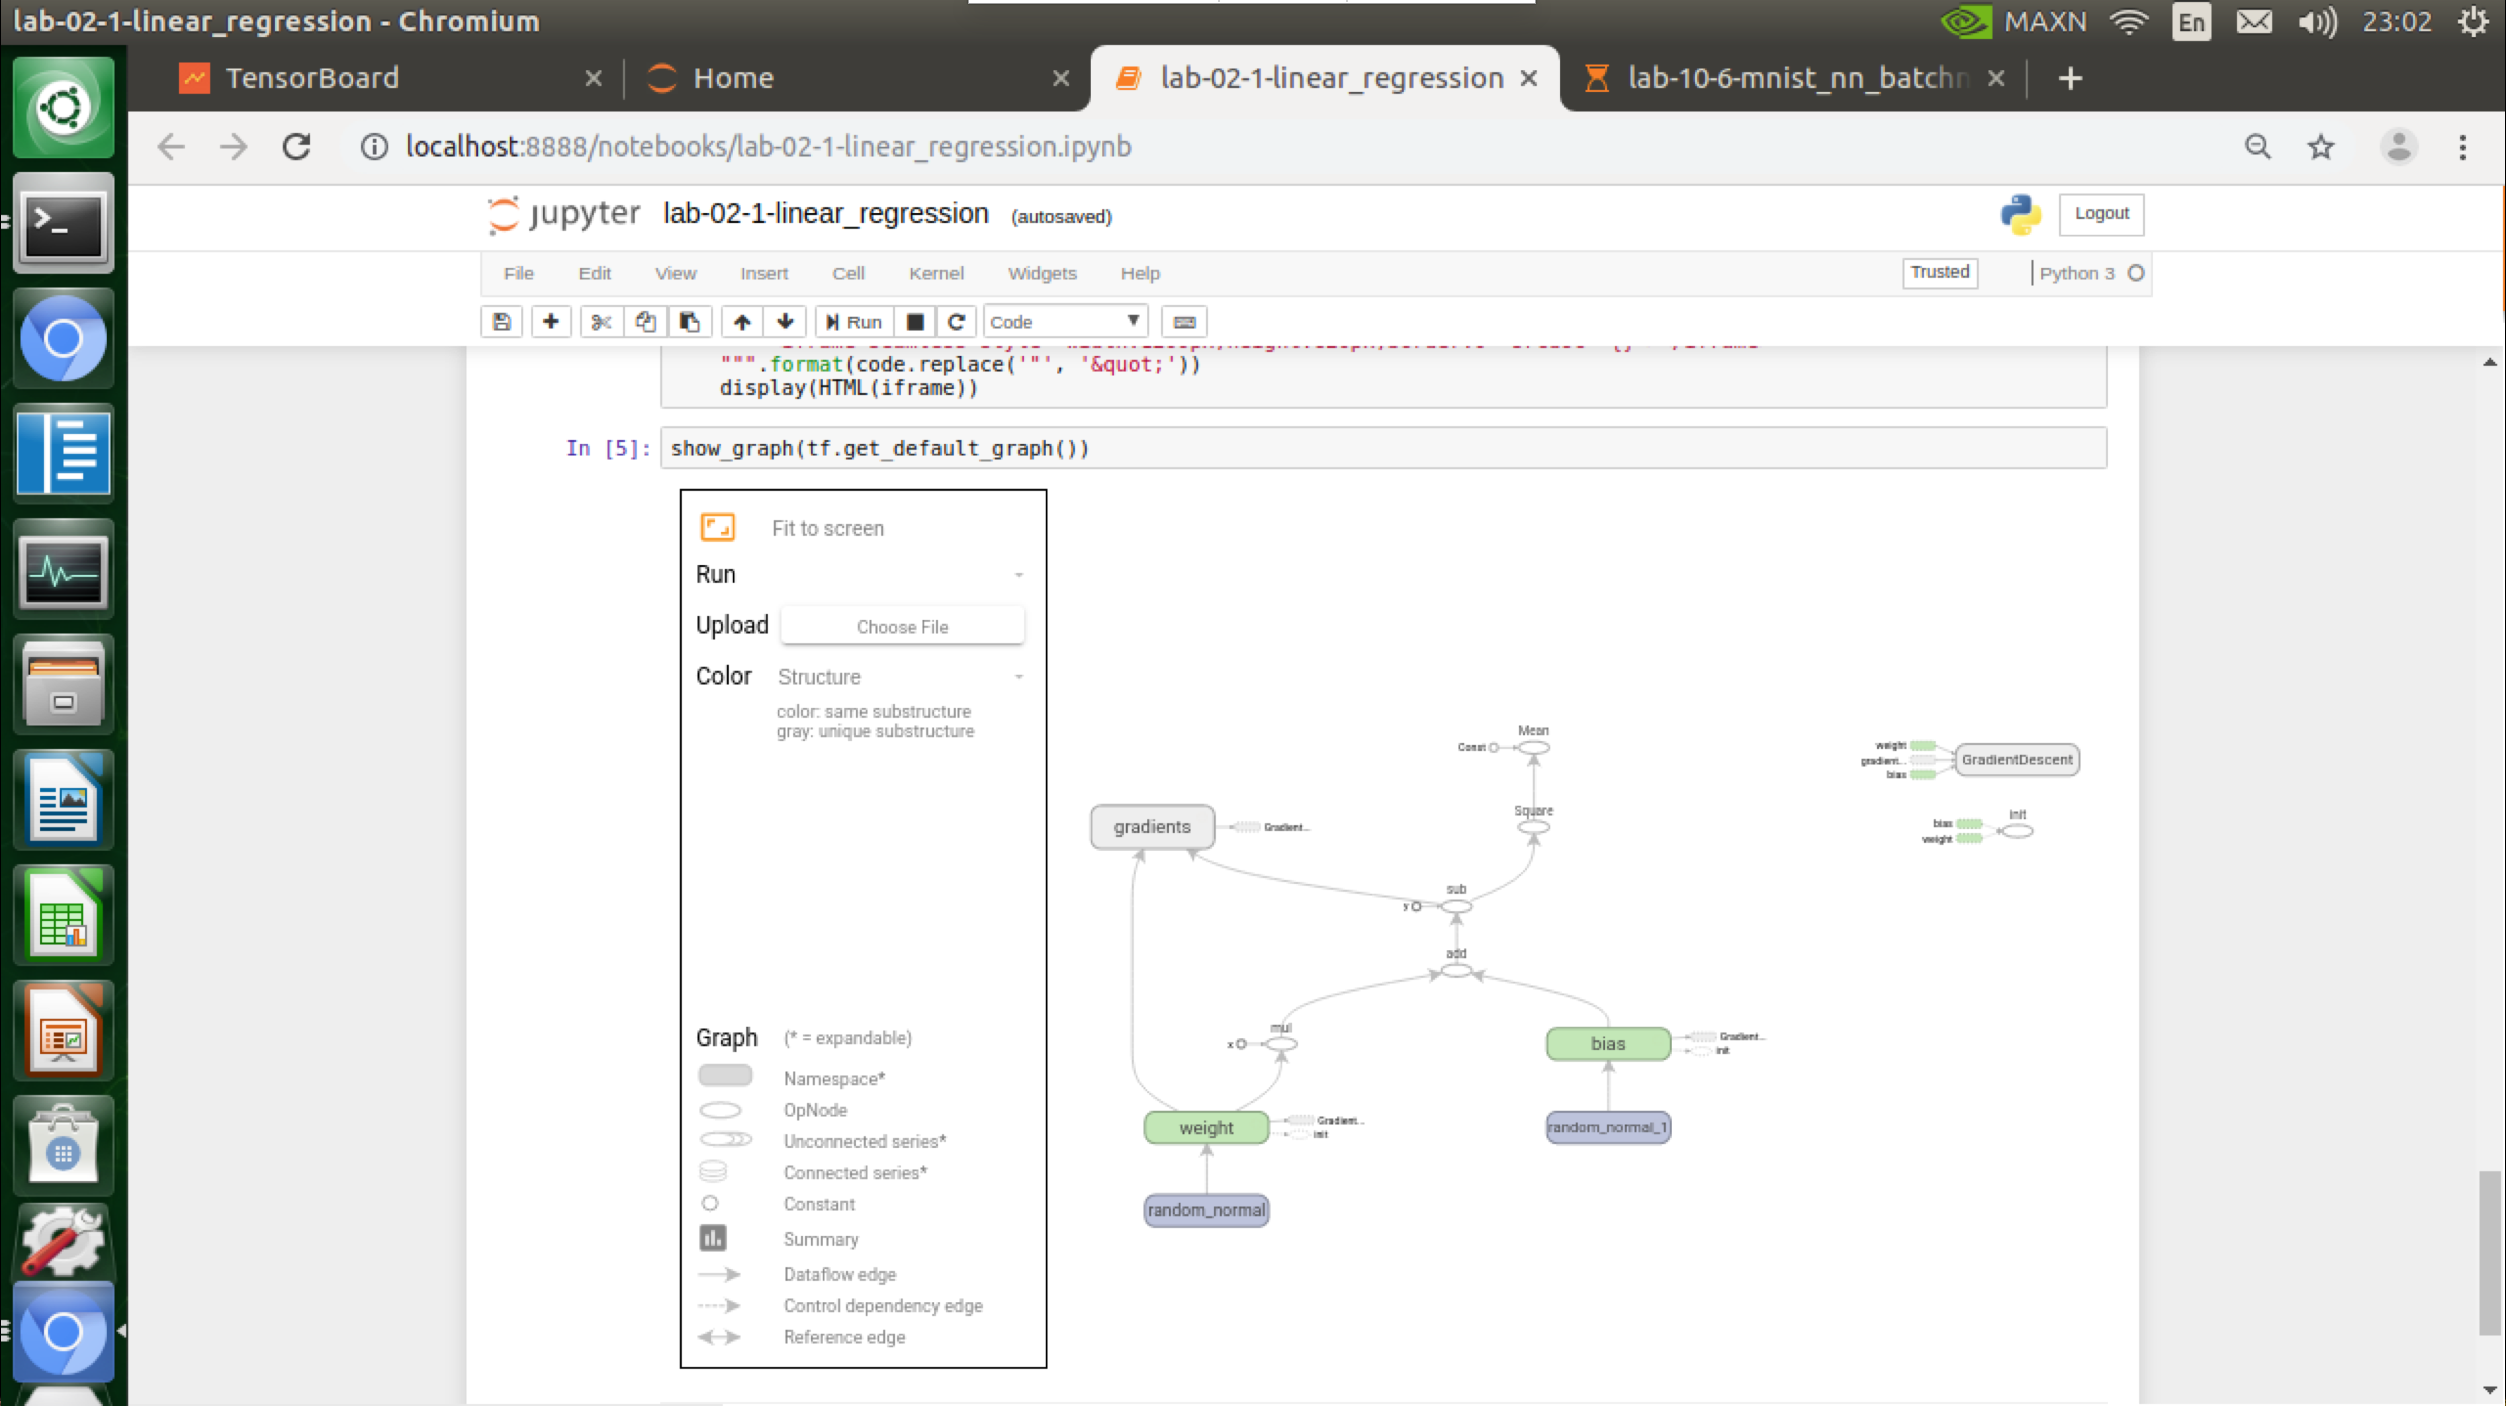 lab-02-1-linear_regression - Chromium
MAXN
En
23:02
TensorBoard
Home
lab-02-1-linear_regression
lab-10-6-mnist_nn_batchn
localhost:8888/notebooks/lab-02-1-linear_regression.ipynb
jupyter
lab-02-1-linear_regression (autosaved)
Logout
File Edit View Insert Cell Kernel Widgets Help
Trusted
Python 3
Run
Code
""".format(code.replace('"', '&quot;'))
display(HTML(iframe))
In [5]: show_graph(tf.get_default_graph())
Fit to screen
Run
Upload Choose File
Color Structure
color: same substructure
gray: unique substructure
Mean
Const
weight
gradient...
bias
GradientDescent
Square
gradients
Gradient...
init
bias
weight
sub
y
add
mul
x
bias
Gradient...
init
weight
Gradient...
init
random_normal_1
random_normal
Graph (* = expandable)
Namespace*
OpNode
Unconnected series*
Connected series*
Constant
Summary
Dataflow edge
Control dependency edge
Reference edge